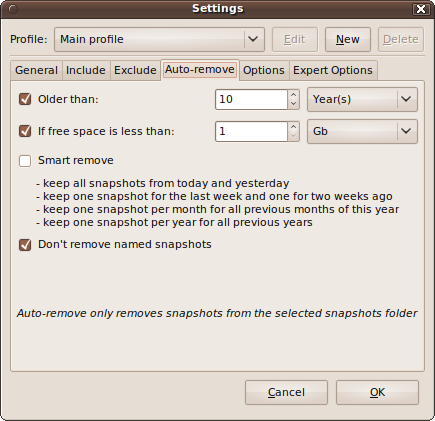 Settings
Profile: Main profile Edit New Delete
General Include Exclude Auto-remove Options Expert Options
Older than: 10 Year(s)
If free space is less than: 1 Gb
Smart remove
- keep all snapshots from today and yesterday
- keep one snapshot for the last week and one for two weeks ago
- keep one snapshot per month for all previous months of this year
- keep one snapshot per year for all previous years
Don't remove named snapshots
Auto-remove only removes snapshots from the selected snapshots folder
Cancel OK